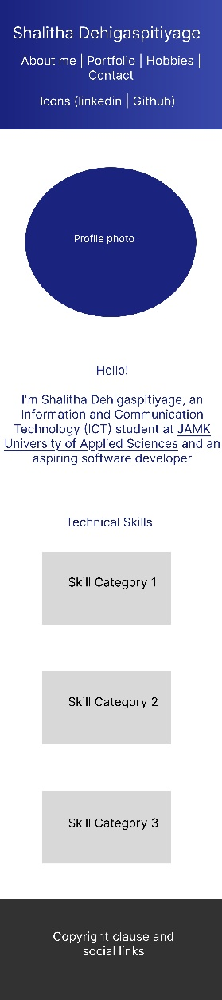 Shalitha Dehigaspitiyage
About me | Portfolio | Hobbies |
Contact
Icons (linkedin | Github)
Profile photo
Hello!
I'm Shalitha Dehigaspitiyage, an
Information and Communication
Technology (ICT) student at JAMK
University of Applied Sciences and an
aspiring software developer
Technical Skills
Skill Category 1
Skill Category 2
Skill Category 3
Copyright clause and
social links